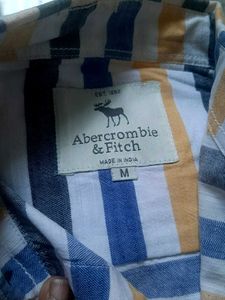 EST. 1892
Abercrombie
& Fitch
MADE IN INDIA
M